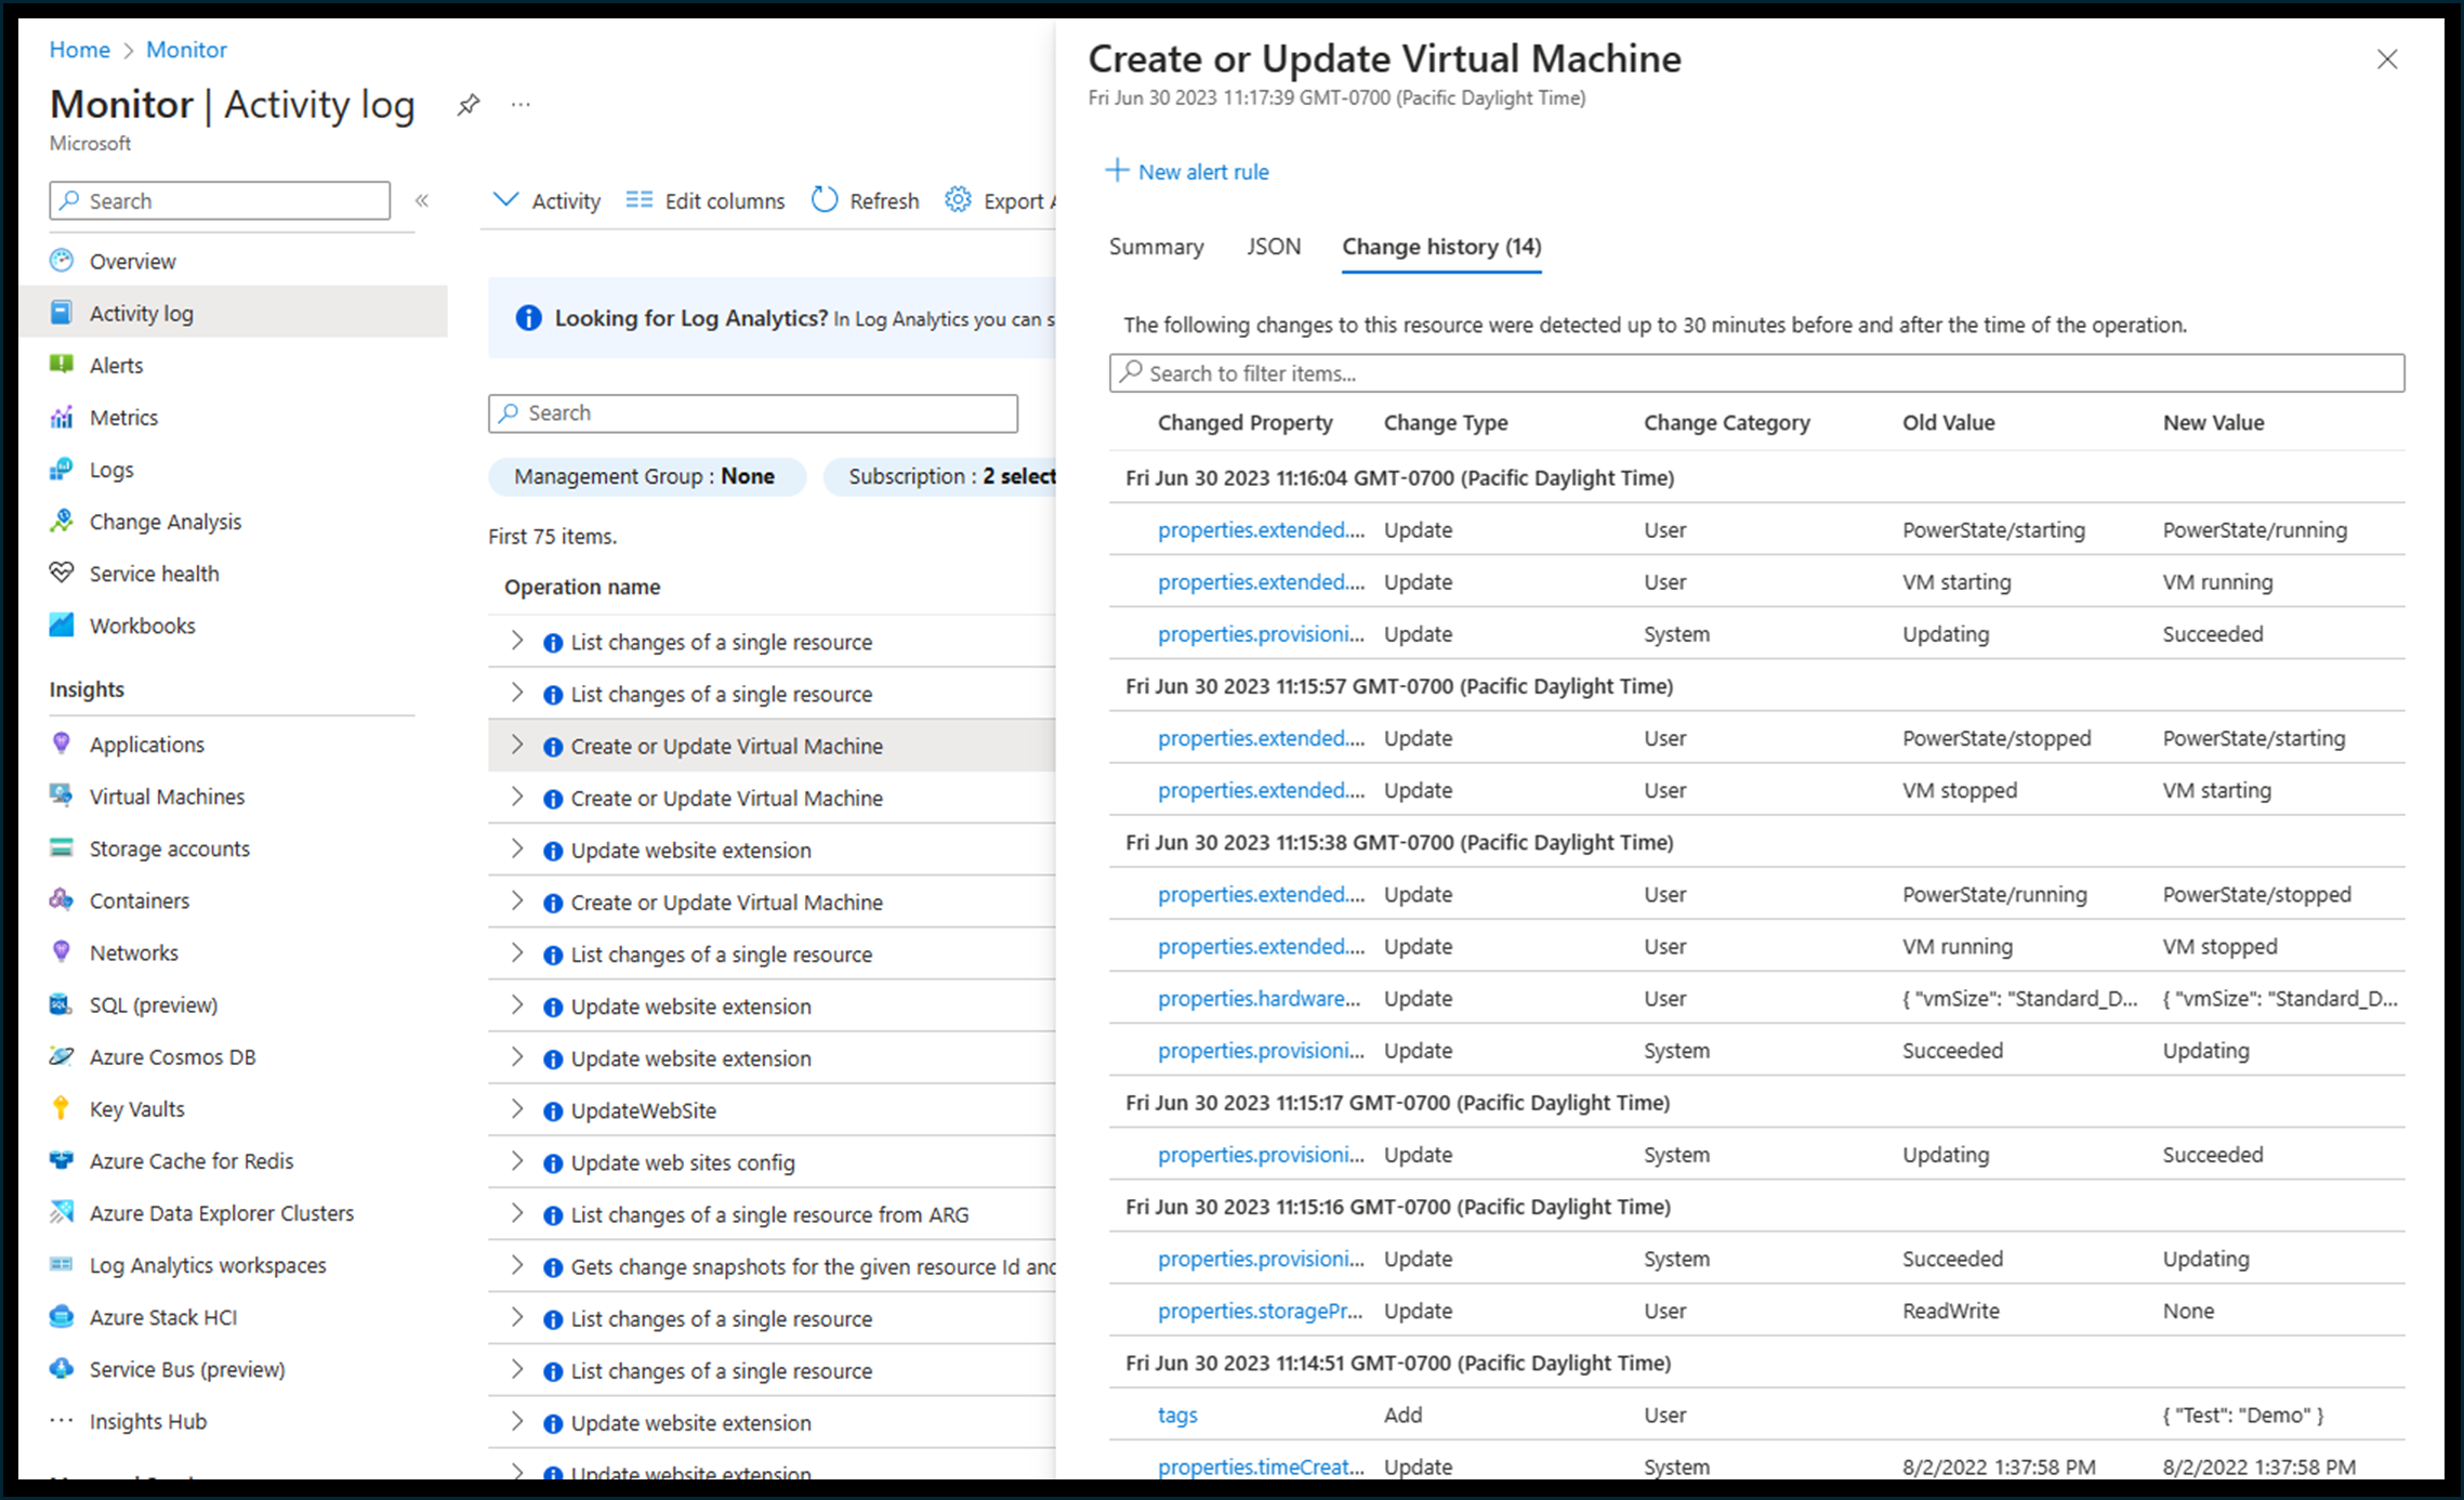 Home > Monitor
Monitor | Activity log ...
Microsoft
Search «
Overview
Activity log
Alerts
Metrics
Logs
Change Analysis
Service health
Workbooks
Insights
Applications
Virtual Machines
Storage accounts
Containers
Networks
SQL (preview)
Azure Cosmos DB
Key Vaults
Azure Cache for Redis
Azure Data Explorer Clusters
Log Analytics workspaces
Azure Stack HCI
Service Bus (preview)
Insights Hub
Activity Edit columns Refresh Export
Looking for Log Analytics? In Log Analytics you can s
Search
Management Group : None Subscription : 2 select
First 75 items.
Operation name
List changes of a single resource
List changes of a single resource
Create or Update Virtual Machine
Create or Update Virtual Machine
Update website extension
Create or Update Virtual Machine
List changes of a single resource
Update website extension
Update website extension
UpdateWebSite
Update web sites config
List changes of a single resource from ARG
Gets change snapshots for the given resource Id and
List changes of a single resource
List changes of a single resource
Update website extension
Update website extension
Create or Update Virtual Machine
Fri Jun 30 2023 11:17:39 GMT-0700 (Pacific Daylight Time)
+ New alert rule
Summary JSON Change history (14)
The following changes to this resource were detected up to 30 minutes before and after the time of the operation.
Search to filter items...
Changed Property Change Type Change Category Old Value New Value
Fri Jun 30 2023 11:16:04 GMT-0700 (Pacific Daylight Time)
properties.extended.... Update User PowerState/starting PowerState/running
properties.extended.... Update User VM starting VM running
properties.provisioni... Update System Updating Succeeded
Fri Jun 30 2023 11:15:57 GMT-0700 (Pacific Daylight Time)
properties.extended.... Update User PowerState/stopped PowerState/starting
properties.extended.... Update User VM stopped VM starting
Fri Jun 30 2023 11:15:38 GMT-0700 (Pacific Daylight Time)
properties.extended.... Update User PowerState/running PowerState/stopped
properties.extended.... Update User VM running VM stopped
properties.hardware... Update User { "vmSize": "Standard_D... { "vmSize": "Standard_D...
properties.provisioni... Update System Succeeded Updating
Fri Jun 30 2023 11:15:17 GMT-0700 (Pacific Daylight Time)
properties.provisioni... Update System Updating Succeeded
Fri Jun 30 2023 11:15:16 GMT-0700 (Pacific Daylight Time)
properties.provisioni... Update System Succeeded Updating
properties.storagePr... Update User ReadWrite None
Fri Jun 30 2023 11:14:51 GMT-0700 (Pacific Daylight Time)
tags Add User { "Test": "Demo" }
properties.timeCreat... Update System 8/2/2022 1:37:58 PM 8/2/2022 1:37:58 PM